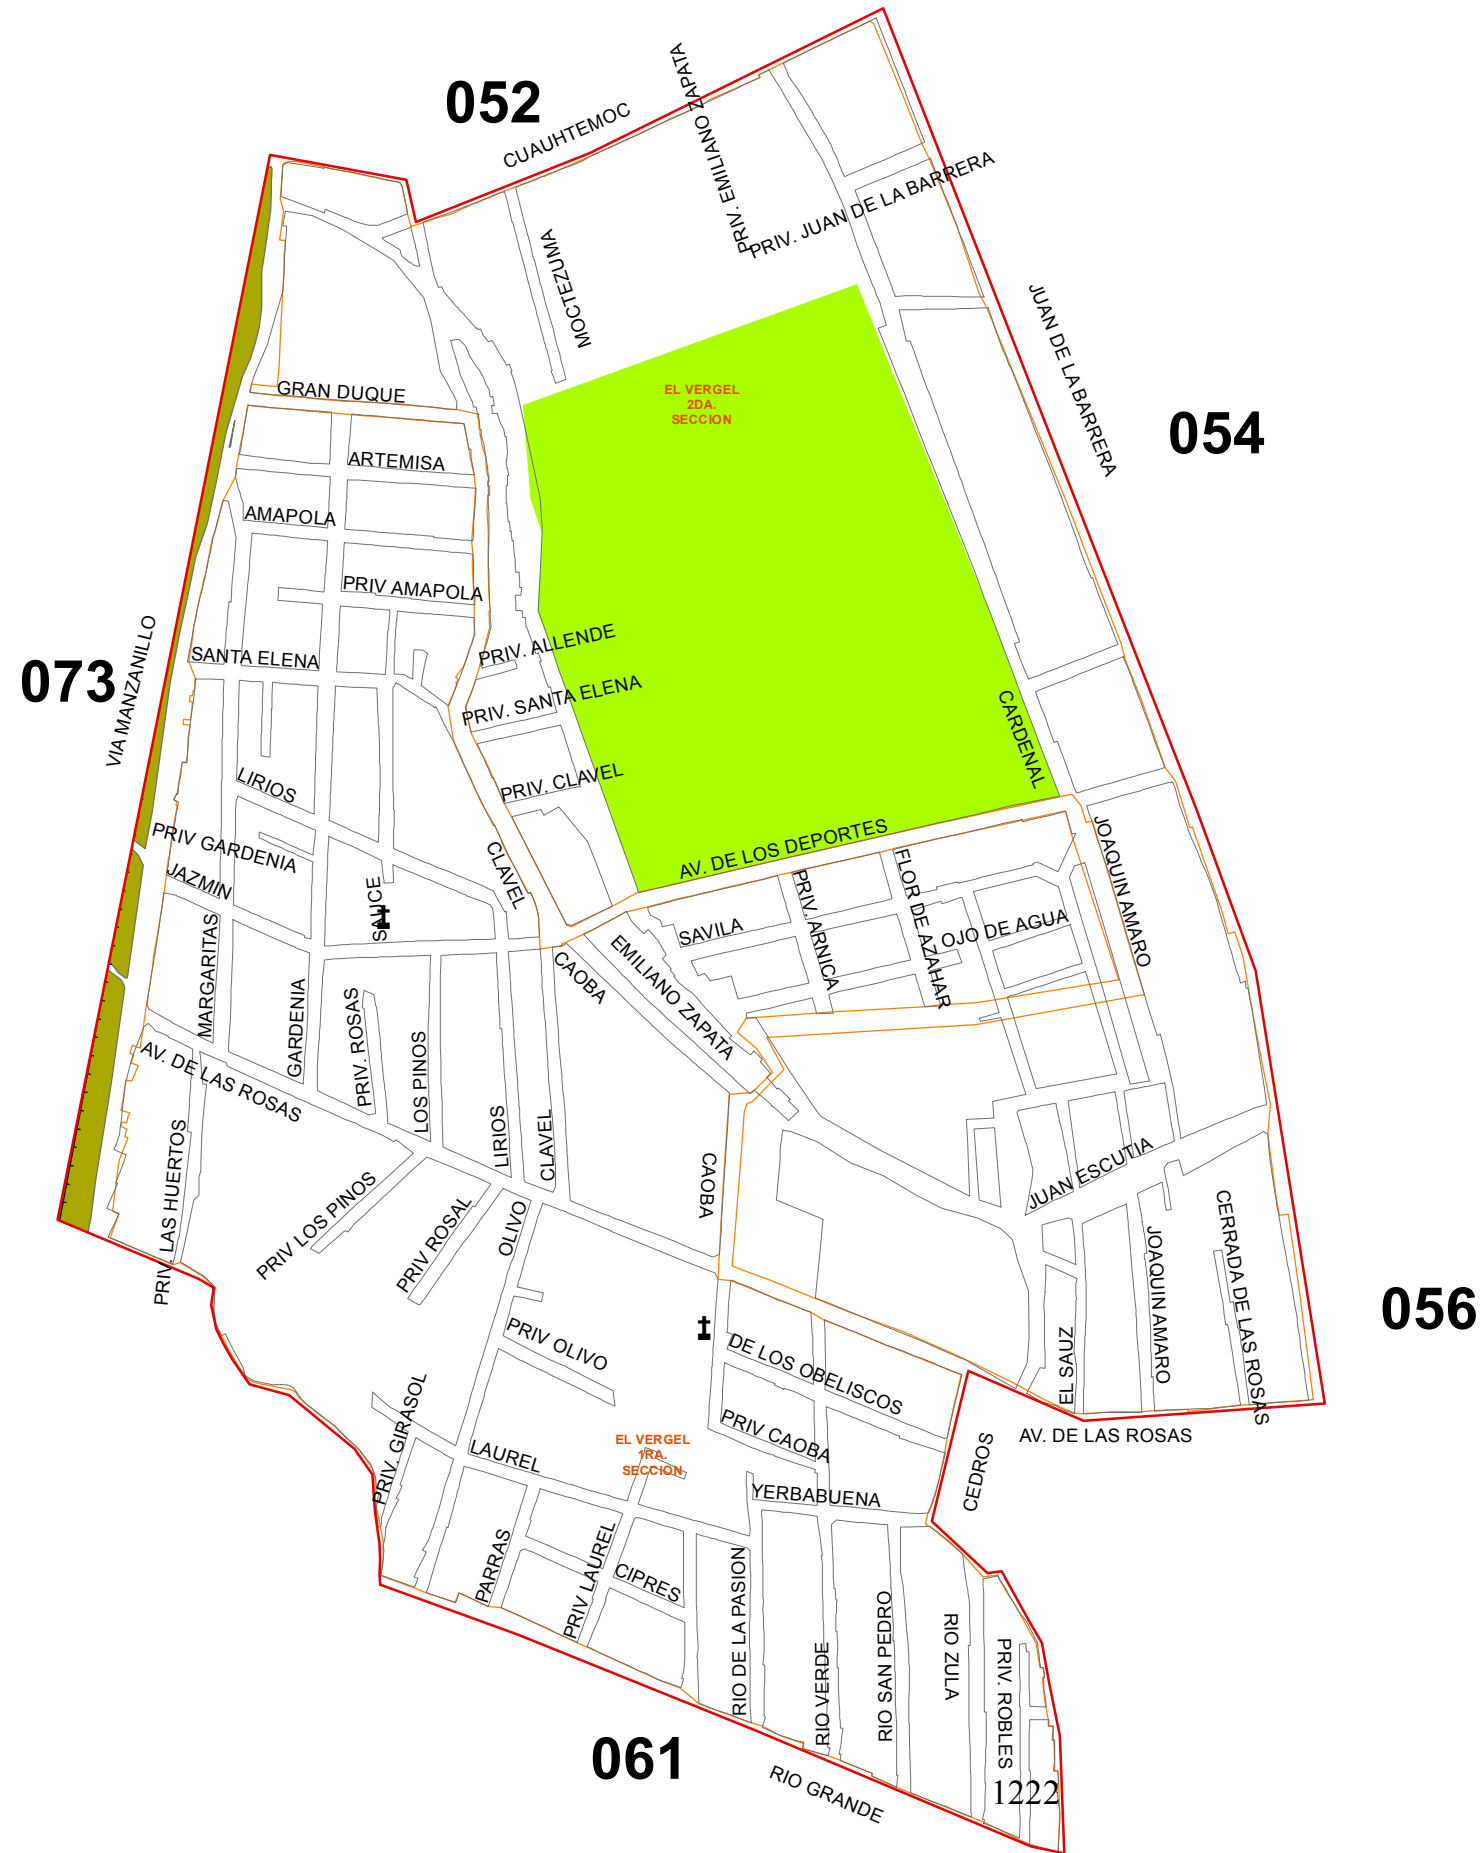 052
CUAUHTEMOC
PRIV. EMILIANO ZAPATA
PRIV. JUAN DE LA BARRERA
MOCTEZUMA
JUAN DE LA BARRERA
GRAN DUQUE
EL VERGEL
2DA.
SECCION
054
ARTEMISA
AMAPOLA
PRIV AMAPOLA
PRIV. ALLENDE
SANTA ELENA
073
VIA MANZANILLO
PRIV. SANTA ELENA
CARDENAL
LIRIOS
PRIV. CLAVEL
PRIV GARDENIA
AV. DE LOS DEPORTES
JAZMIN
CLAVEL
SAUCE
JOAQUIN AMARO
PRIV. ARNICA
FLOR DE AZAHAR
SAVILA
OJO DE AGUA
MARGARITAS
EMILIANO ZAPATA
CAOBA
GARDENIA
PRIV. ROSAS
LOS PINOS
AV. DE LAS ROSAS
LIRIOS
CLAVEL
PRIV. LAS HUERTOS
CAOBA
JUAN ESCUTIA
PRIV LOS PINOS
PRIV ROSAL
OLIVO
JOAQUIN AMARO
CERRADA DE LAS ROSAS
056
EL SAUZ
PRIV OLIVO
DE LOS OBELISCOS
PRIV. GIRASOL
PRIV CAOBA
AV. DE LAS ROSAS
LAUREL
EL VERGEL
1RA.
SECCION
CEDROS
YERBABUENA
PARRAS
PRIV LAUREL
CIPRES
RIO DE LA PASION
RIO VERDE
RIO SAN PEDRO
RIO ZULA
PRIV. ROBLES
061
RIO GRANDE
1222